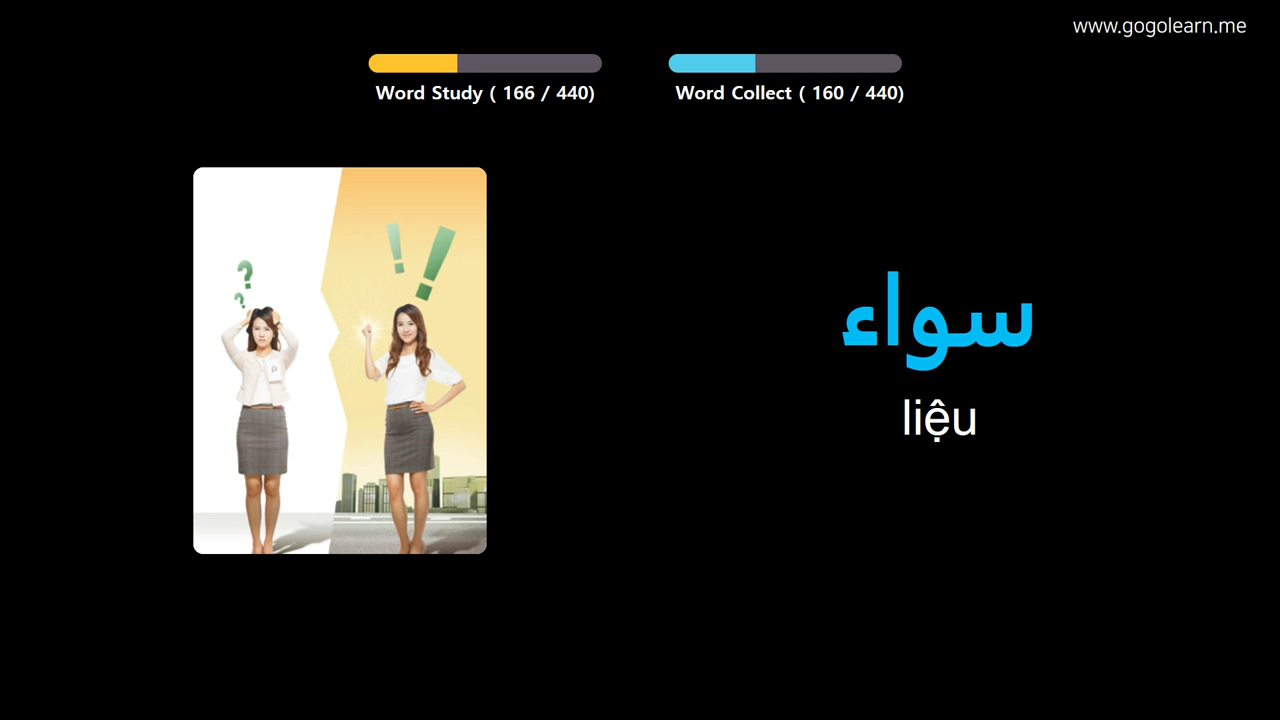 www.gogolearn.me
Word Study ( 166 / 440)
Word Collect ( 160 / 440)
? ?
! !
سواء
liệu